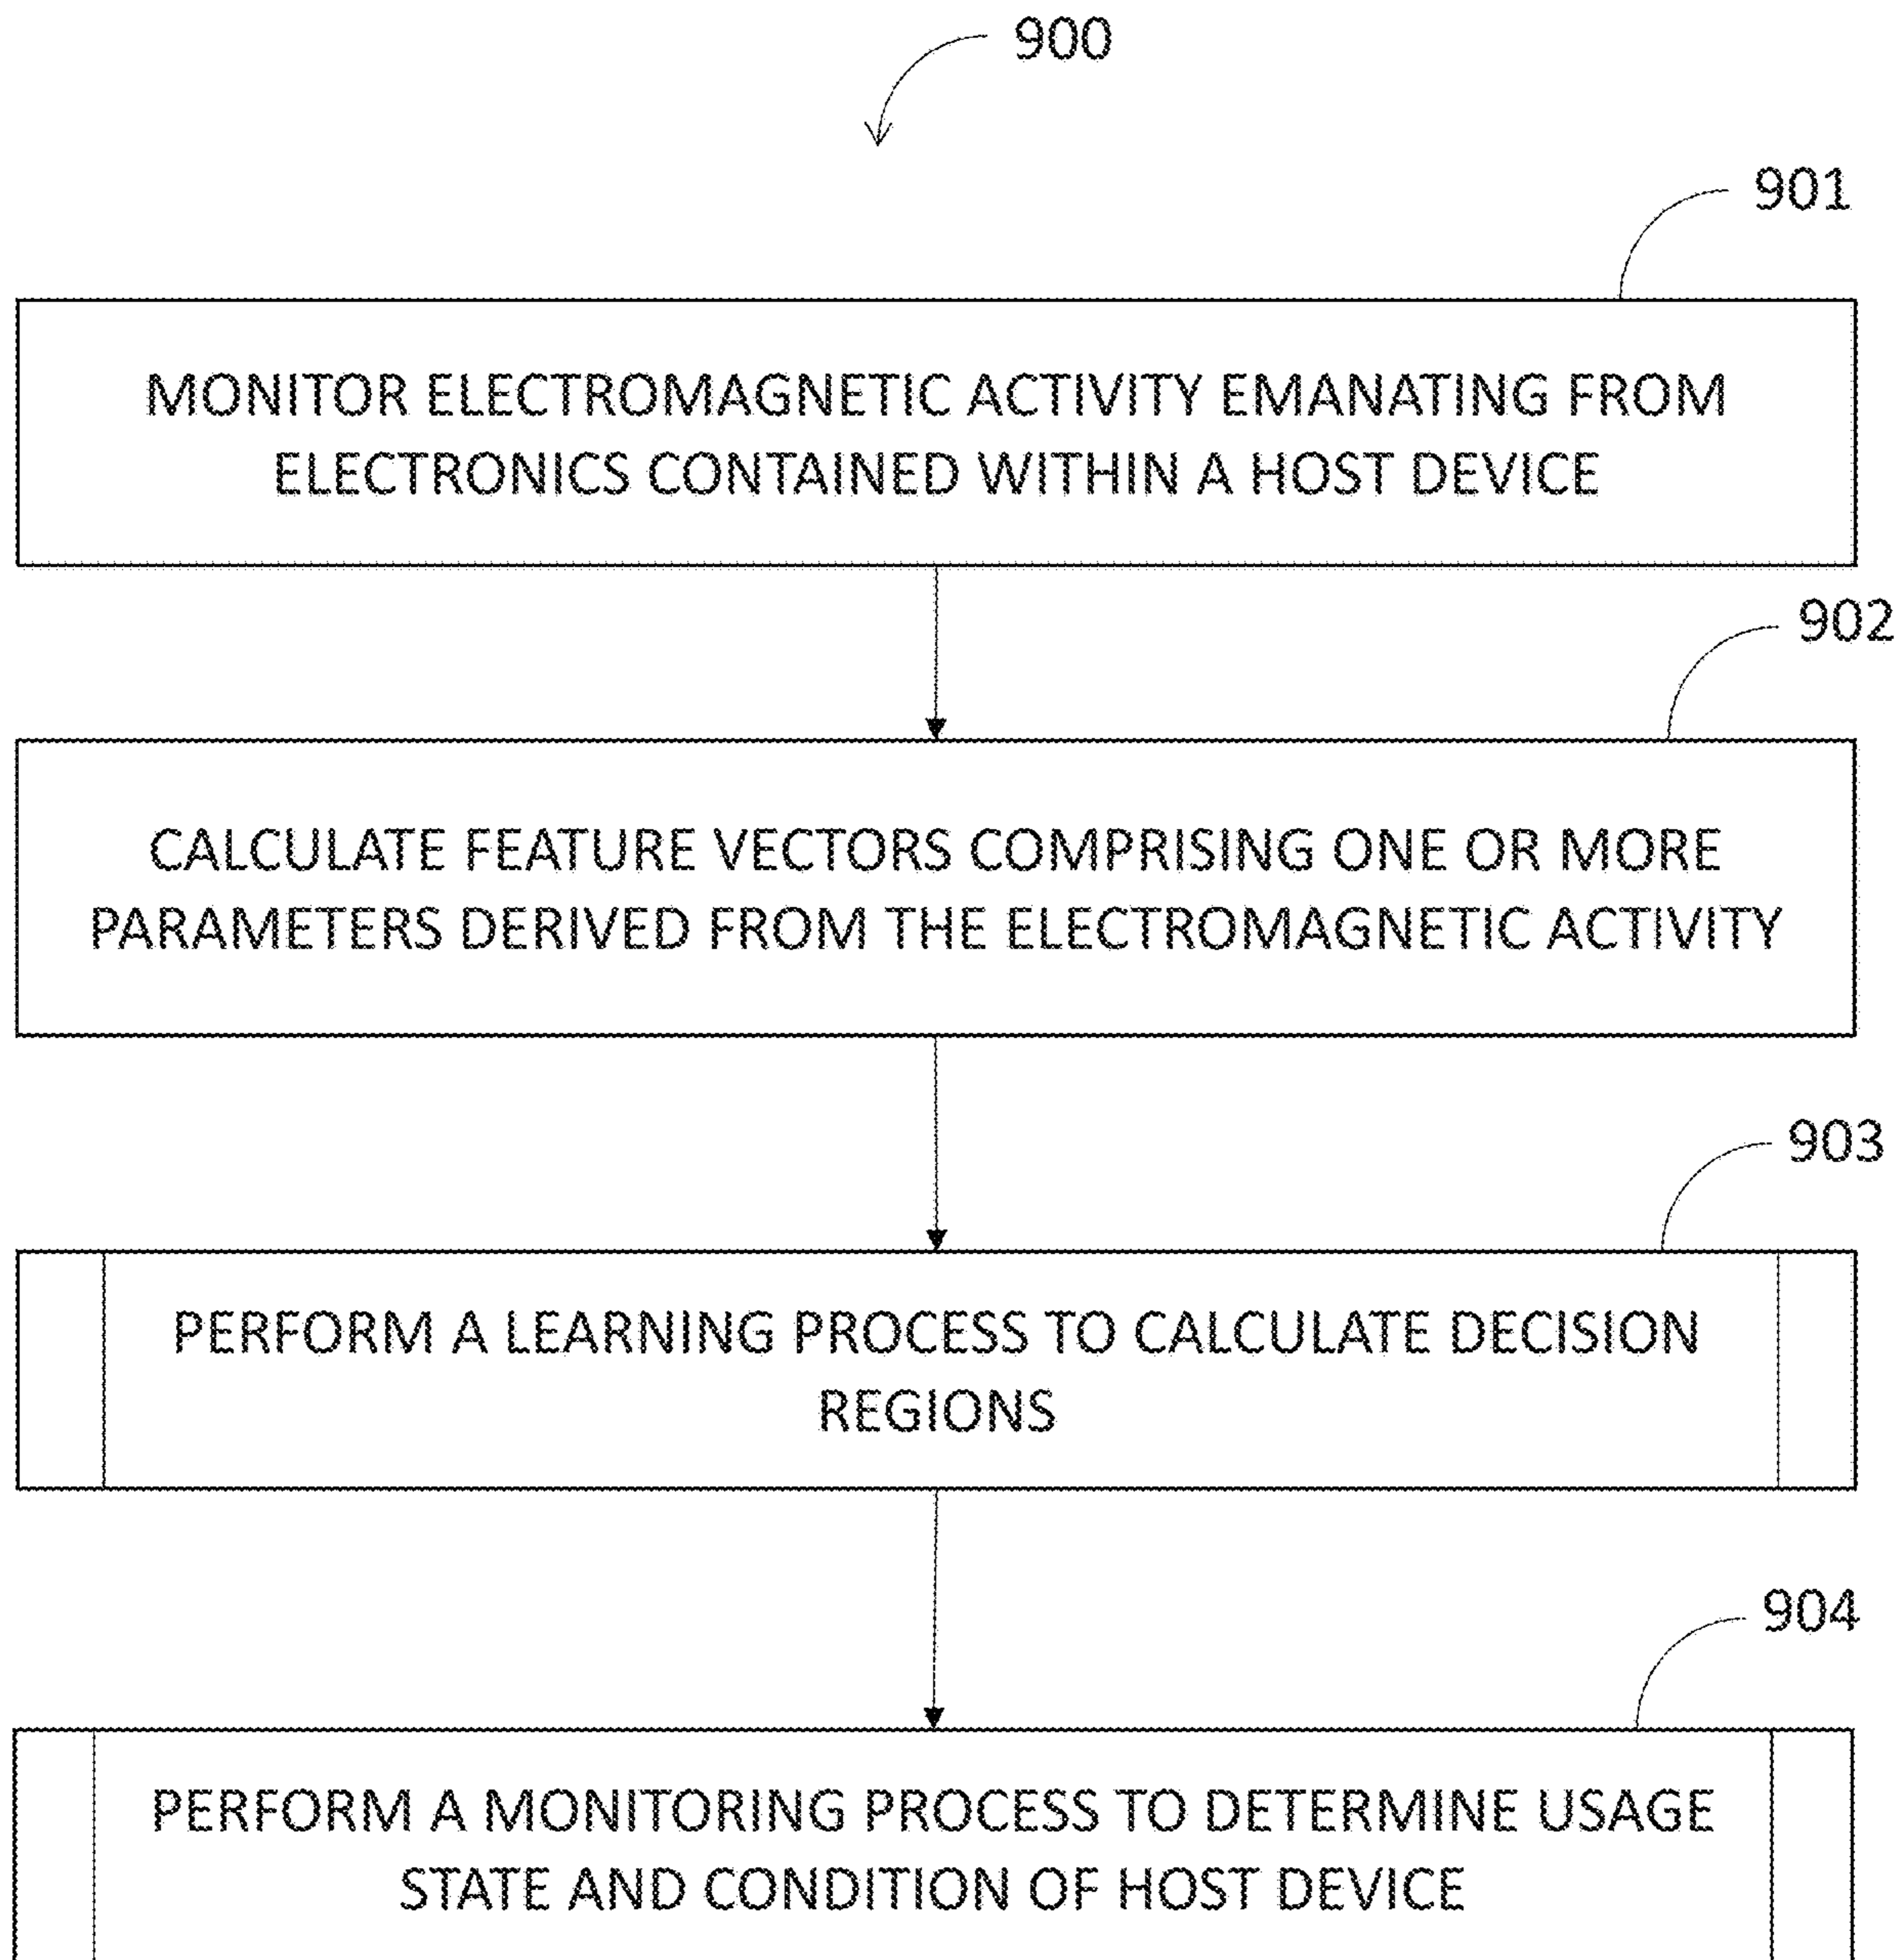 900
901
MONITOR ELECTROMAGNETIC ACTIVITY EMANATING FROM
ELECTRONICS CONTAINED WITHIN A HOST DEVICE
902
CALCULATE FEATURE VECTORS COMPRISING ONE OR MORE
PARAMETERS DERIVED FROM THE ELECTROMAGNETIC ACTIVITY
903
PERFORM A LEARNING PROCESS TO CALCULATE DECISION
REGIONS
904
PERFORM A MONITORING PROCESS TO DETERMINE USAGE
STATE AND CONDITION OF HOST DEVICE